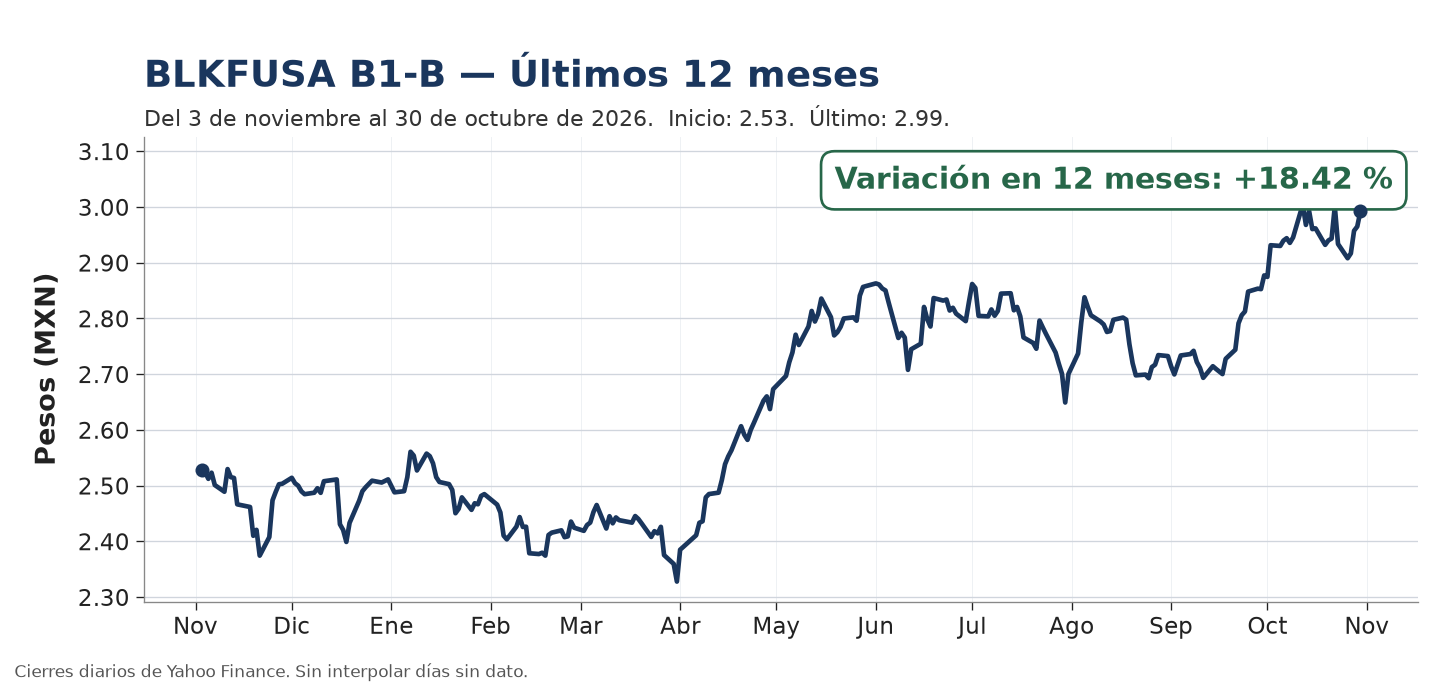 BLKFUSA B1-B — Últimos 12 meses
Del 3 de noviembre al 30 de octubre de 2026.  Inicio: 2.53.  Último: 2.99.
Variación en 12 meses: +18.42 %
Pesos (MXN)
3.10
3.00
2.90
2.80
2.70
2.60
2.50
2.40
2.30
Nov Dic Ene Feb Mar Abr May Jun Jul Ago Sep Oct Nov
Cierres diarios de Yahoo Finance. Sin interpolar días sin dato.